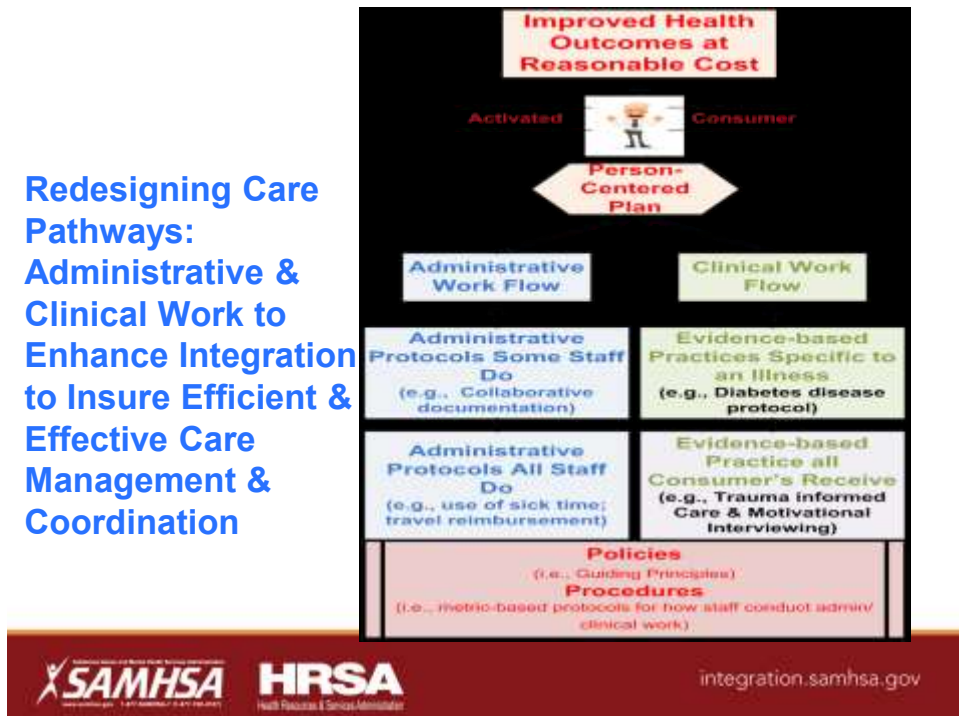 Redesigning Care
Pathways:
Administrative &
Clinical Work to
Enhance Integration
to Insure Efficient &
Effective Care
Management &
Coordination
Improved Health
Outcomes at
Reasonable Cost
Activated
Consumer
Person-
Centered
Plan
Administrative
Work Flow
Clinical Work
Flow
Administrative
Protocols Some Staff
Do
(e.g., Collaborative
documentation)
Evidence-based
Practices Specific to
an Illness
(e.g., Diabetes disease
protocol)
Administrative
Protocols All Staff
Do
(e.g., use of sick time;
travel reimbursement)
Evidence-based
Practice all
Consumer's Receive
(e.g., Trauma informed
Care & Motivational
Interviewing)
Policies
(i.e., Guiding Principles)
Procedures
(i.e., metric-based protocols for how staff conduct admin/
clinical work)
SAMHSA
HRSA
Health Resources & Services Administration
integration.samhsa.gov